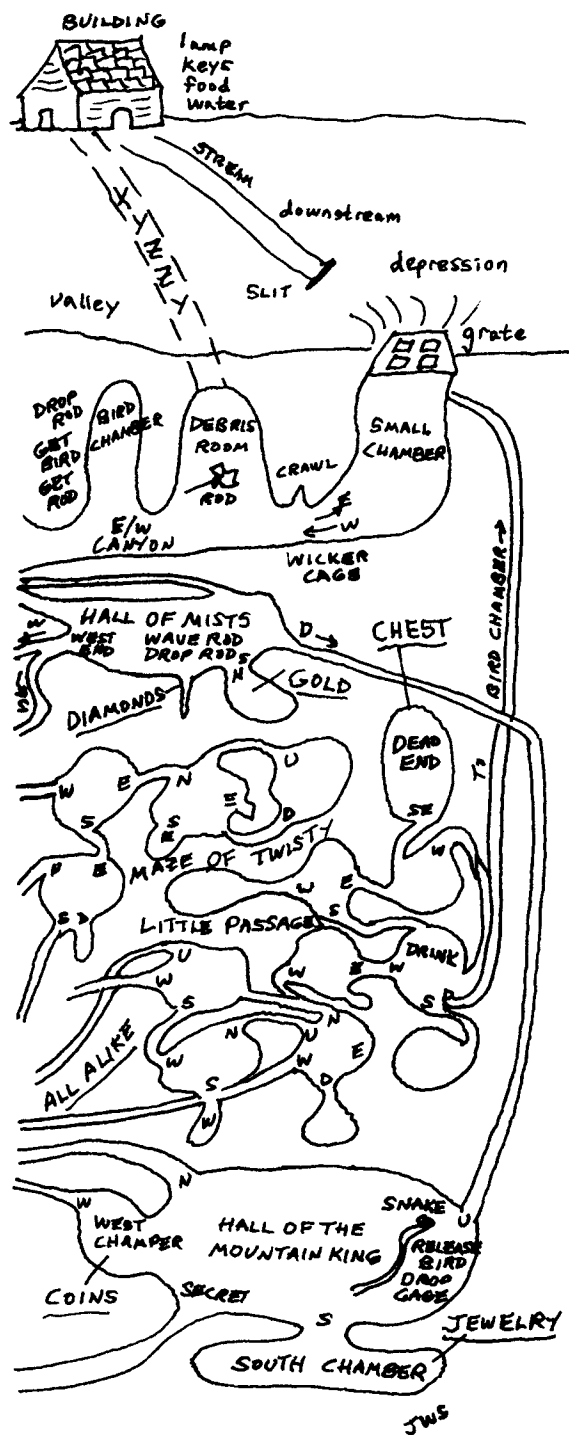 BUILDING
lamp
keys
food
water
STREAM
downstream
XYZZY
SLIT
depression
valley
grate
DROP
ROD
GET
BIRD
GET
ROD
BIRD
CHAMBER
DEBRIS
ROOM
ROD
CRAWL
SMALL
CHAMBER
E
W
E/W
CANYON
WICKER
CAGE
BIRD CHAMBER
TO
HALL OF MISTS
WEST
END
WAVE ROD
DROP ROD
W
S
N
D
CHEST
GOLD
DIAMONDS
DEAD
END
SE
W
E
N
U
W
S
S
E
E
D
MAZE OF TWISTY
E
S
D
W
E
S
LITTLE PASSAGES
DRINK
W
E
W
S
U
W
S
N
U
N
W
E
W
S
D
W
ALL ALIKE
N
W
WEST
CHAMPER
HALL OF THE
MOUNTAIN KING
SNAKE
U
RELEASE
BIRD
DROP
CAGE
COINS
SECRET
S
JEWELRY
SOUTH CHAMBER
JWS